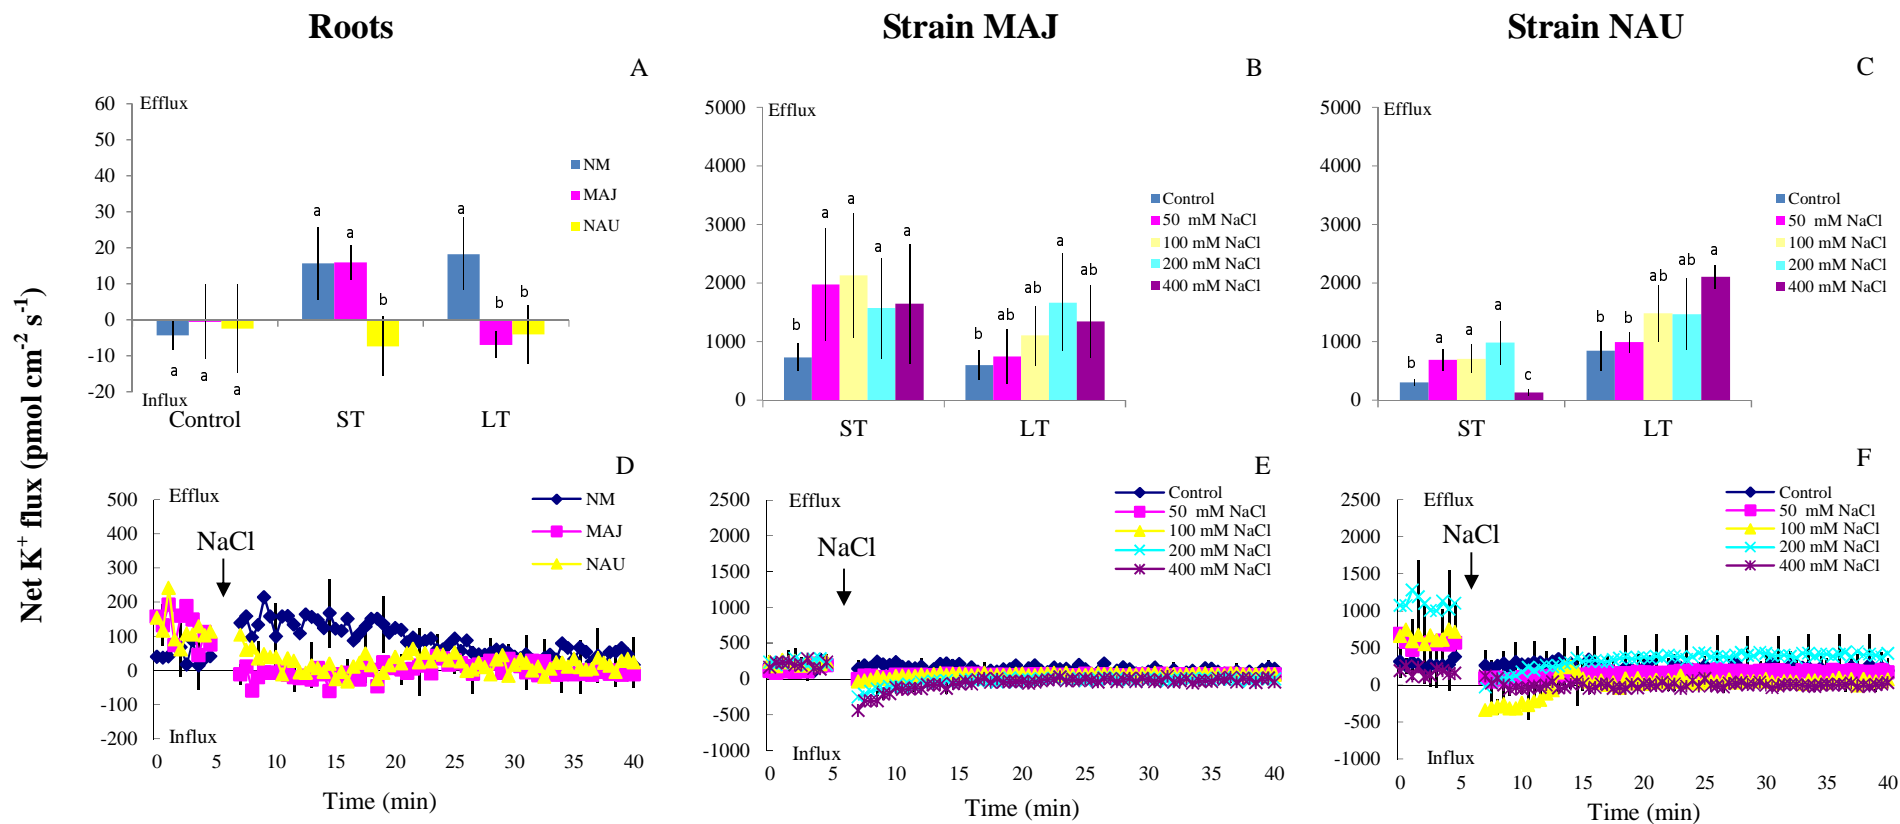 Roots
Strain MAJ
Strain NAU
Net K⁺ flux (pmol cm⁻² s⁻¹)
A
Efflux
60
50
40
30
20
10
0
-10
-20
Influx
a
a
a
a
a
b
a
b
b
Control
ST
LT
NM
MAJ
NAU
B
Efflux
5000
4000
3000
2000
1000
0
b
a
a
a
a
b
ab
ab
a
ab
ST
LT
Control
50 mM NaCl
100 mM NaCl
200 mM NaCl
400 mM NaCl
C
Efflux
5000
4000
3000
2000
1000
0
b
a
a
a
c
b
b
ab
ab
a
ST
LT
Control
50 mM NaCl
100 mM NaCl
200 mM NaCl
400 mM NaCl
D
Efflux
500
400
300
200
100
0
-100
-200
NaCl
Influx
NM
MAJ
NAU
0 5 10 15 20 25 30 35 40
Time (min)
E
Efflux
2500
2000
1500
1000
500
0
-500
-1000
NaCl
Influx
Control
50 mM NaCl
100 mM NaCl
200 mM NaCl
400 mM NaCl
0 5 10 15 20 25 30 35 40
Time (min)
F
Efflux
2500
2000
1500
1000
500
0
-500
-1000
NaCl
Influx
Control
50 mM NaCl
100 mM NaCl
200 mM NaCl
400 mM NaCl
0 5 10 15 20 25 30 35 40
Time (min)